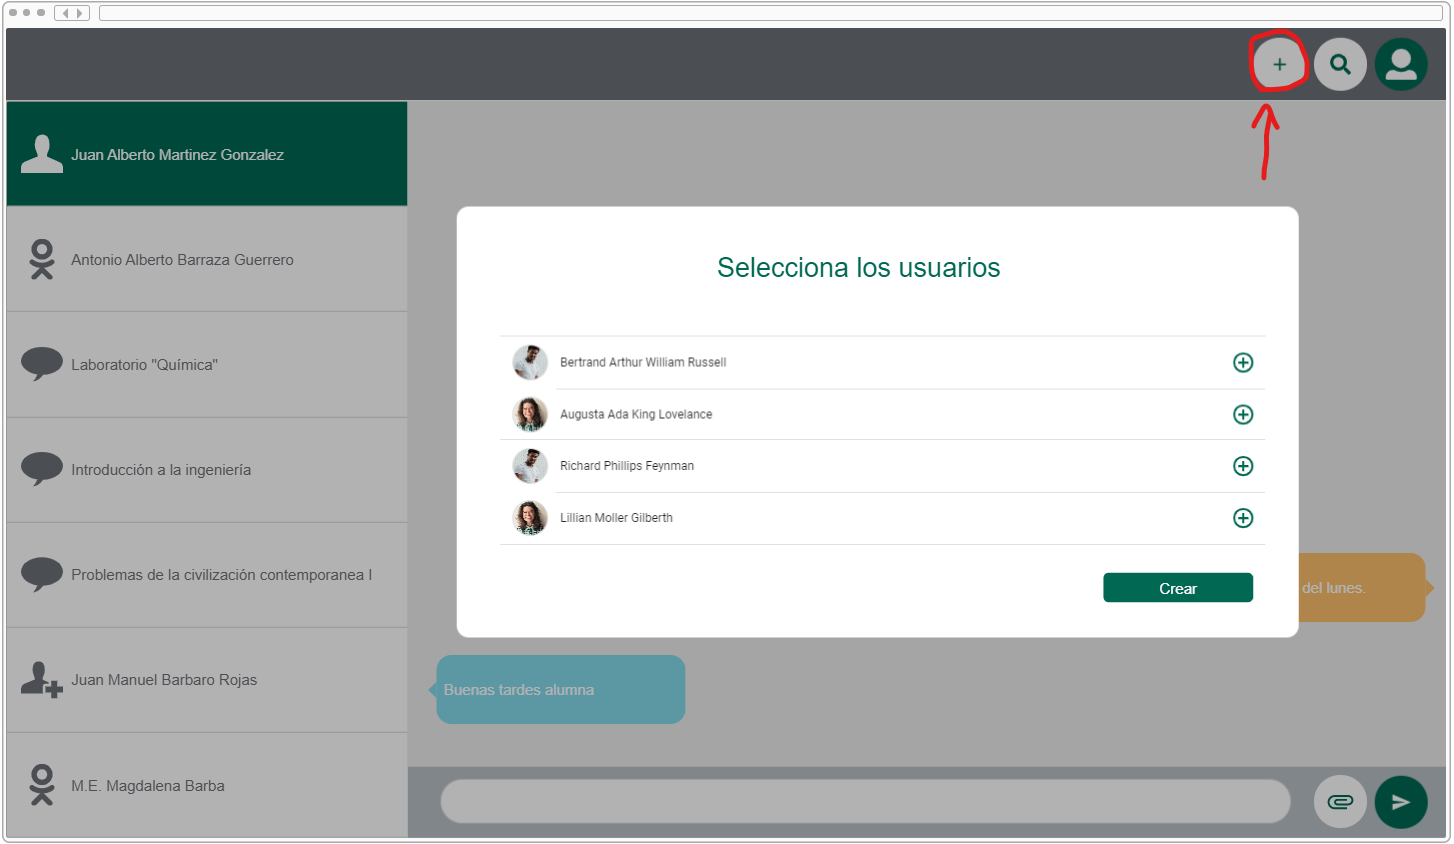 Juan Alberto Martinez Gonzalez
Antonio Alberto Barraza Guerrero
Laboratorio "Química"
Introducción a la ingeniería
Problemas de la civilización contemporanea I
Juan Manuel Barbaro Rojas
M.E. Magdalena Barba
Selecciona los usuarios
Bertrand Arthur William Russell
Augusta Ada King Lovelance
Richard Phillips Feynman
Lillian Moller Gilberth
Crear
del lunes.
Buenas tardes alumna